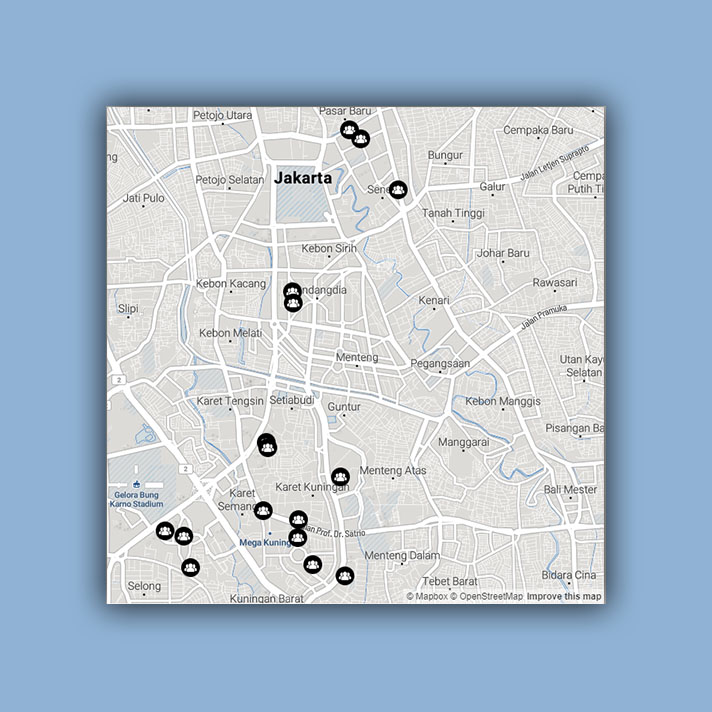 Petojo Utara
Pasar Baru
Cempaka Baru
ng
Bungur
Jalan Letjen Suprapto
Jakarta
Petojo Selatan
Sene
Galur
Cempa
Putih Ti
Jati Pulo
Tanah Tinggi
Kebon Sirih
Johar Baru
Kebon Kacang
ndangdia
Rawasari
Slipi
Kenari
Jalan Pramuka
Kebon Melati
Menteng
Pegangsaan
Utan Kayu
Selatan
2
Karet Tengsin
Setiabudi
Guntur
Kebon Manggis
Pisangan Ba
Manggarai
2
Menteng Atas
Karet Kuningan
Bali Mester
Gelora Bung
Karno Stadium
Karet
Semang
an Prof. Dr. Satrio
Mega Kuning
Menteng Dalam
Selong
Tebet Barat
Bidara Cina
Kuningan Barat
© Mapbox © OpenStreetMap Improve this map